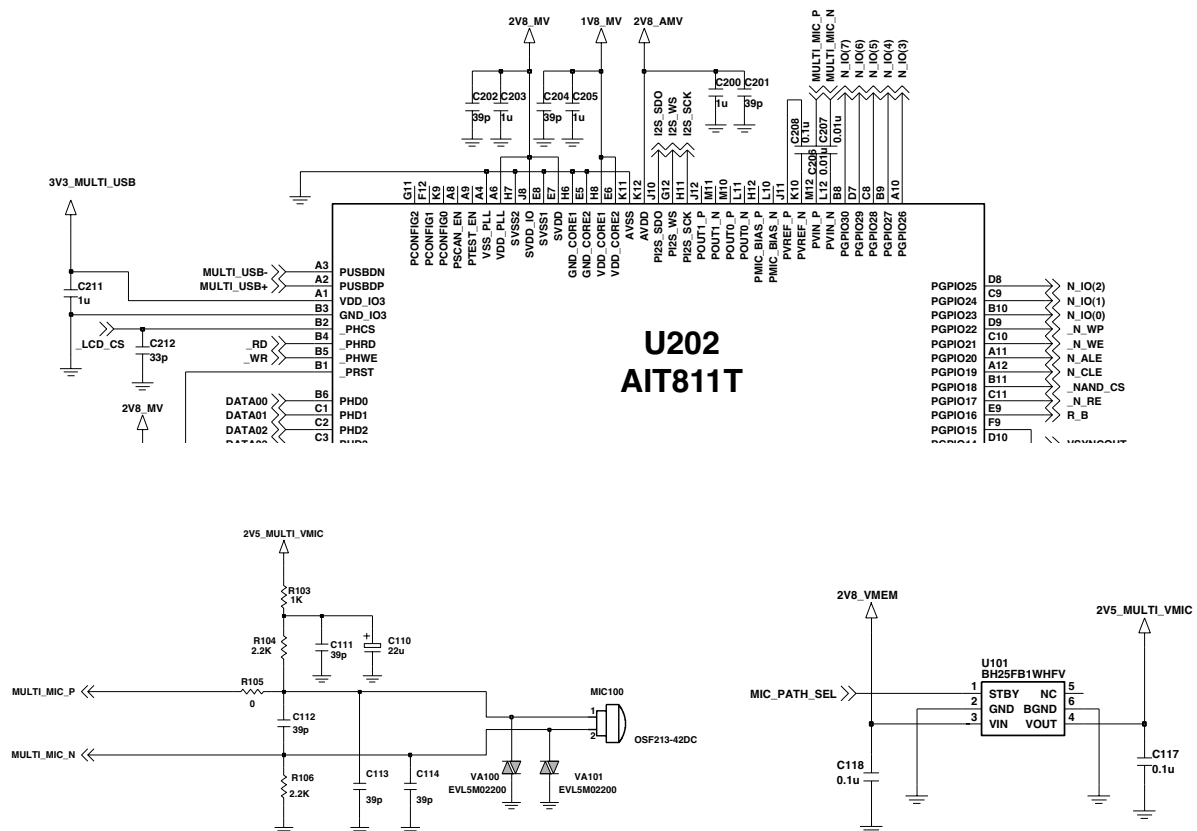 2V8_MV
1V8_MV
2V8_AMV
MULTI_MIC_P
MULTI_MIC_N
N_IO(7)
N_IO(6)
N_IO(5)
N_IO(4)
N_IO(3)
C202
39p
C203
1u
C204
39p
C205
1u
I2S_SDO
I2S_WS
I2S_SCK
C200
1u
C201
39p
C208
0.1u
C206
0.01u
C207
0.01u
3V3_MULTI_USB
G11
F12
K9
A8
A9
A4
A6
H7
J8
E8
E7
H6
E5
H8
E6
K11
K12
J10
G12
H11
J12
M11
M10
L11
H12
L10
J11
K10
M12
L12
B8
D7
C8
B9
A10
PCONFIG2
PCONFIG1
PCONFIG0
PSCAN_EN
PTEST_EN
VSS_PLL
VDD_PLL
SVSS2
SVDD_IO
SVSS1
SVDD
GND_CORE1
GND_CORE2
VDD_CORE1
VDD_CORE2
AVSS
AVDD
PI2S_SDO
PI2S_WS
PI2S_SCK
POUT1_P
POUT1_N
POUT0_P
POUT0_N
PMIC_BIAS_P
PMIC_BIAS_N
PVREF_P
PVREF_N
PVIN_P
PVIN_N
PGPIO30
PGPIO29
PGPIO28
PGPIO27
PGPIO26
MULTI_USB- A3 PUSBDN
MULTI_USB+ A2 PUSBDP
A1 VDD_IO3
B3 GND_IO3
B2 _PHCS
_LCD_CS
_RD B4 _PHRD
_WR B5 _PHWE
B1 _PRST
C211
1u
C212
33p
2V8_MV
DATA00 B6 PHD0
DATA01 C1 PHD1
DATA02 C2 PHD2
DATA03 C3 PHD3
U202
AIT811T
PGPIO25 D8 N_IO(2)
PGPIO24 C9 N_IO(1)
PGPIO23 B10 N_IO(0)
PGPIO22 D9 _N_WP
PGPIO21 C10 _N_WE
PGPIO20 A11 N_ALE
PGPIO19 A12 N_CLE
PGPIO18 B11 _NAND_CS
PGPIO17 C11 _N_RE
PGPIO16 E9 R_B
PGPIO15 F9
PGPIO14 D10 VSYNCOUT
2V5_MULTI_VMIC
R103
1K
R104
2.2K
C111
39p
+
C110
22u
MULTI_MIC_P
R105
0
C112
39p
MULTI_MIC_N
R106
2.2K
C113
39p
C114
39p
MIC100
1
2
OSF213-42DC
VA100
EVL5M02200
VA101
EVL5M02200
2V8_VMEM
2V5_MULTI_VMIC
U101
BH25FB1WHFV
MIC_PATH_SEL
1 STBY NC 5
2 GND BGND 6
3 VIN VOUT 4
C118
0.1u
C117
0.1u